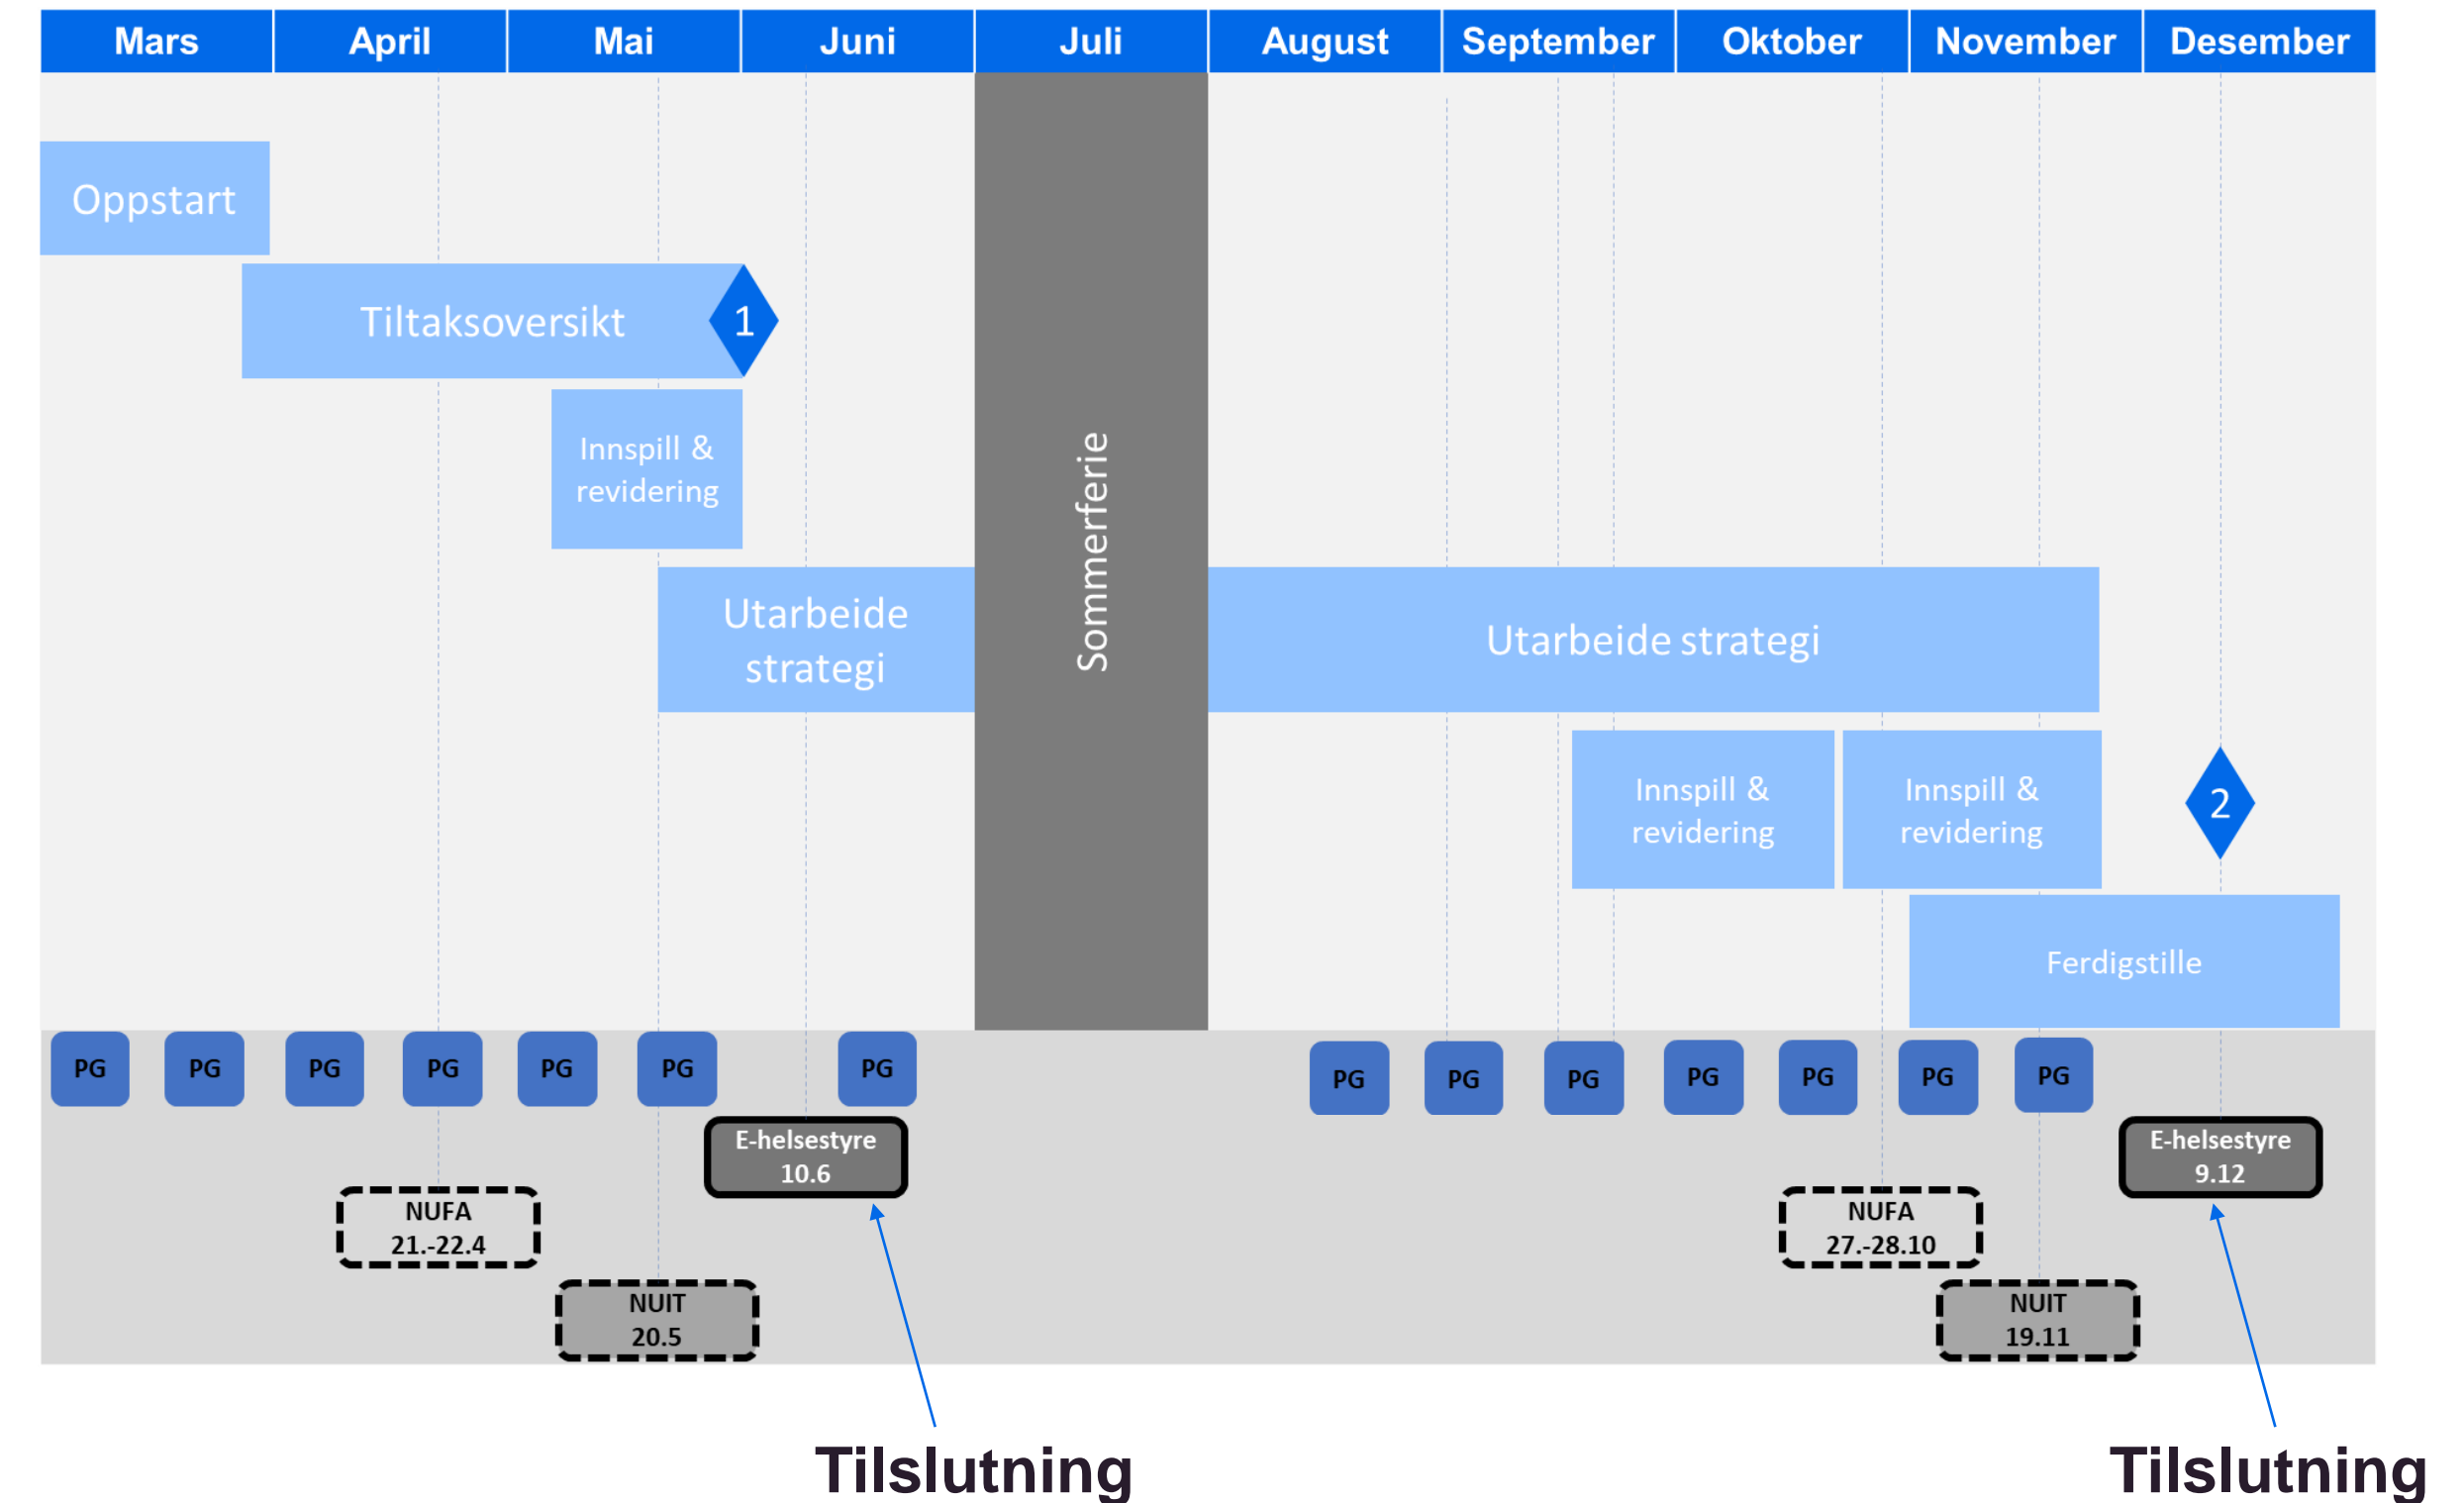 Mars April Mai Juni Juli August September Oktober November Desember
Oppstart
Tiltaksoversikt 1
Innspill &
revidering
Utarbeide
strategi
Sommerferie
Utarbeide strategi
Innspill &
revidering
Innspill &
revidering
2
Ferdigstille
PG PG PG PG PG PG PG PG PG PG PG PG PG PG
E-helsestyre
10.6
E-helsestyre
9.12
NUFA
21.-22.4
NUFA
27.-28.10
NUIT
20.5
NUIT
19.11
Tilslutning Tilslutning